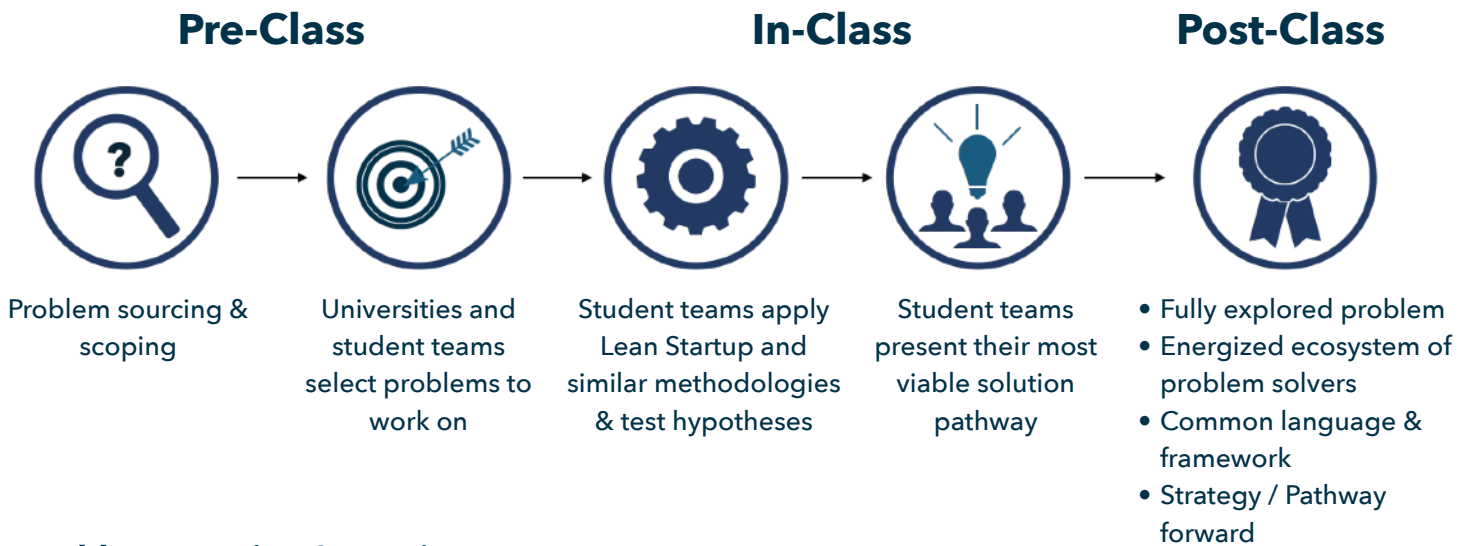 Pre-Class
In-Class
Post-Class
?
Problem sourcing &
scoping
Universities and
student teams
select problems to
work on
Student teams apply
Lean Startup and
similar methodologies
& test hypotheses
Student teams
present their most
viable solution
pathway
• Fully explored problem
• Energized ecosystem of
problem solvers
• Common language &
framework
• Strategy / Pathway
forward